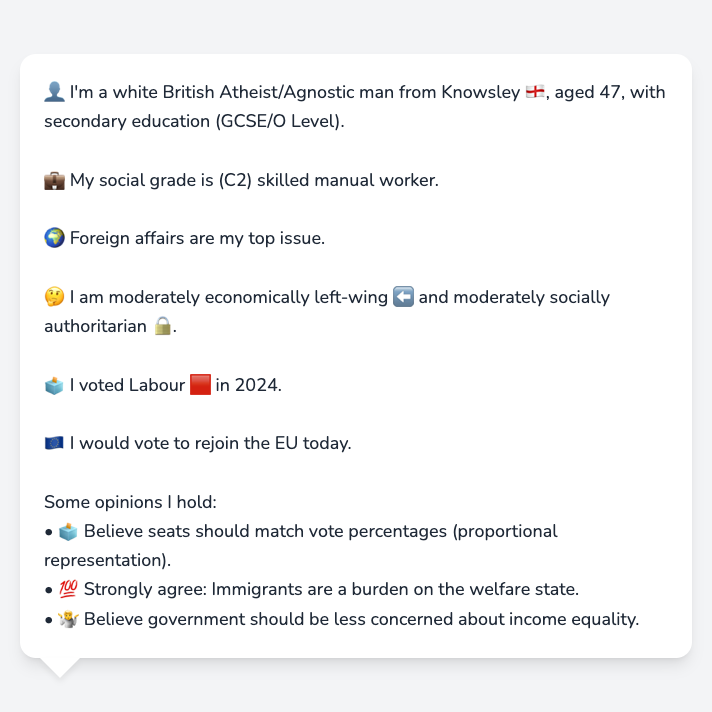 👤 I'm a white British Atheist/Agnostic man from Knowsley 🏴󠁧󠁢󠁥󠁮󠁧󠁿, aged 47, with
secondary education (GCSE/O Level).
💼 My social grade is (C2) skilled manual worker.
🌍 Foreign affairs are my top issue.
🤔 I am moderately economically left-wing ⬅️ and moderately socially
authoritarian 🔒.
🗳️ I voted Labour 🟥 in 2024.
🇪🇺 I would vote to rejoin the EU today.
Some opinions I hold:
• 🗳️ Believe seats should match vote percentages (proportional
representation).
• 💯 Strongly agree: Immigrants are a burden on the welfare state.
• 🤷 Believe government should be less concerned about income equality.